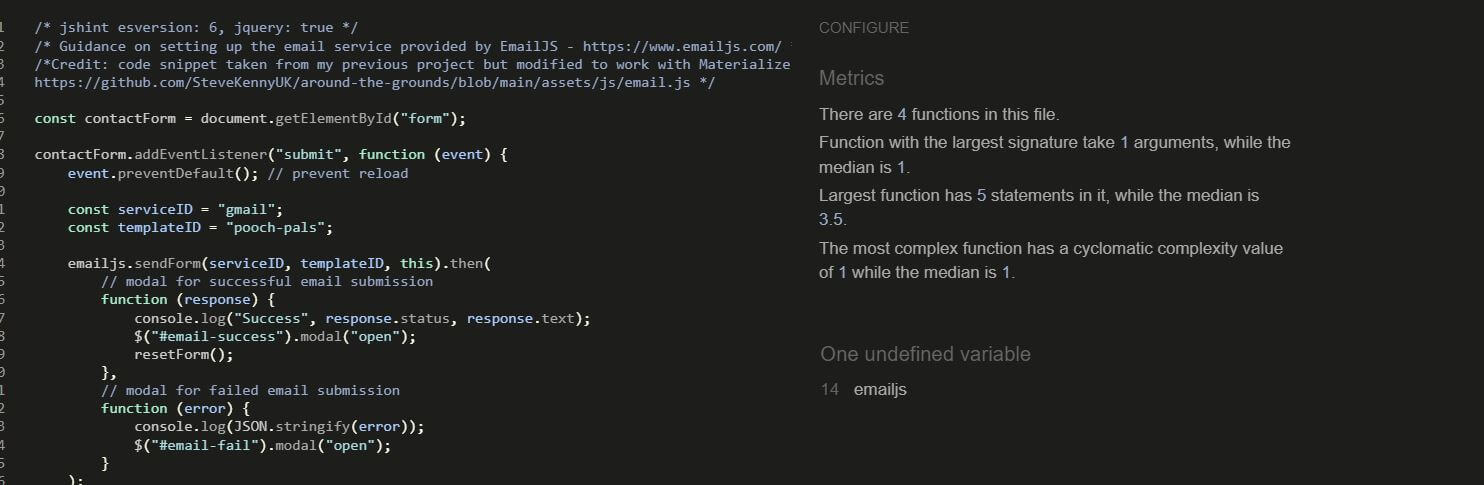 1 /* jshint esversion: 6, jquery: true */
2 /* Guidance on setting up the email service provided by EmailJS - https://www.emailjs.com/
3 /*Credit: code snippet taken from my previous project but modified to work with Materialize
4 https://github.com/SteveKennyUK/around-the-grounds/blob/main/assets/js/email.js */
5
6 const contactForm = document.getElementById("form");
7
8 contactForm.addEventListener("submit", function (event) {
9 event.preventDefault(); // prevent reload
0
1 const serviceID = "gmail";
2 const templateID = "pooch-pals";
3
4 emailjs.sendForm(serviceID, templateID, this).then(
5 // modal for successful email submission
6 function (response) {
7 console.log("Success", response.status, response.text);
8 $("#email-success").modal("open");
9 resetForm();
0 },
1 // modal for failed email submission
2 function (error) {
3 console.log(JSON.stringify(error));
4 $("#email-fail").modal("open");
5 }
6 );
CONFIGURE
Metrics
There are 4 functions in this file.
Function with the largest signature take 1 arguments, while the
median is 1.
Largest function has 5 statements in it, while the median is
3.5.
The most complex function has a cyclomatic complexity value
of 1 while the median is 1.
One undefined variable
14 emailjs